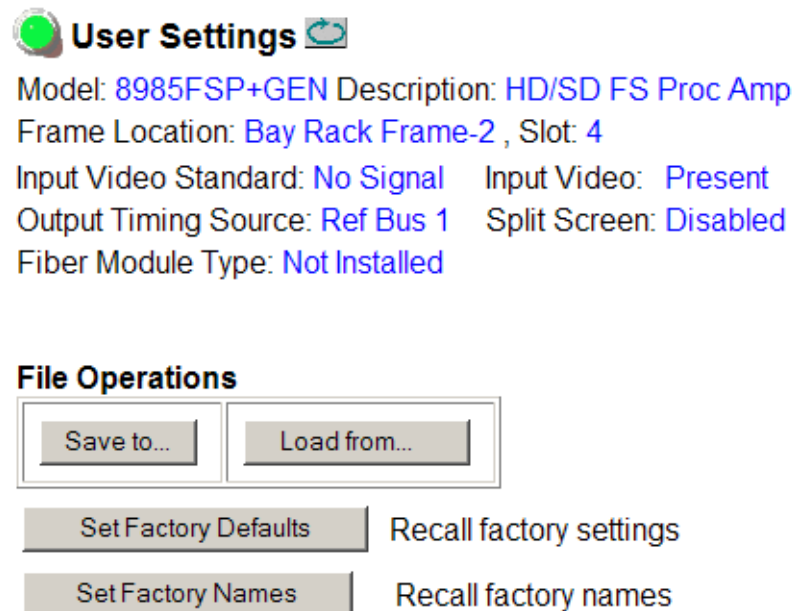 User Settings
Model: 8985FSP+GEN Description: HD/SD FS Proc Amp
Frame Location: Bay Rack Frame-2 , Slot: 4
Input Video Standard: No Signal Input Video: Present
Output Timing Source: Ref Bus 1 Split Screen: Disabled
Fiber Module Type: Not Installed
File Operations
Save to... Load from...
Set Factory Defaults Recall factory settings
Set Factory Names Recall factory names